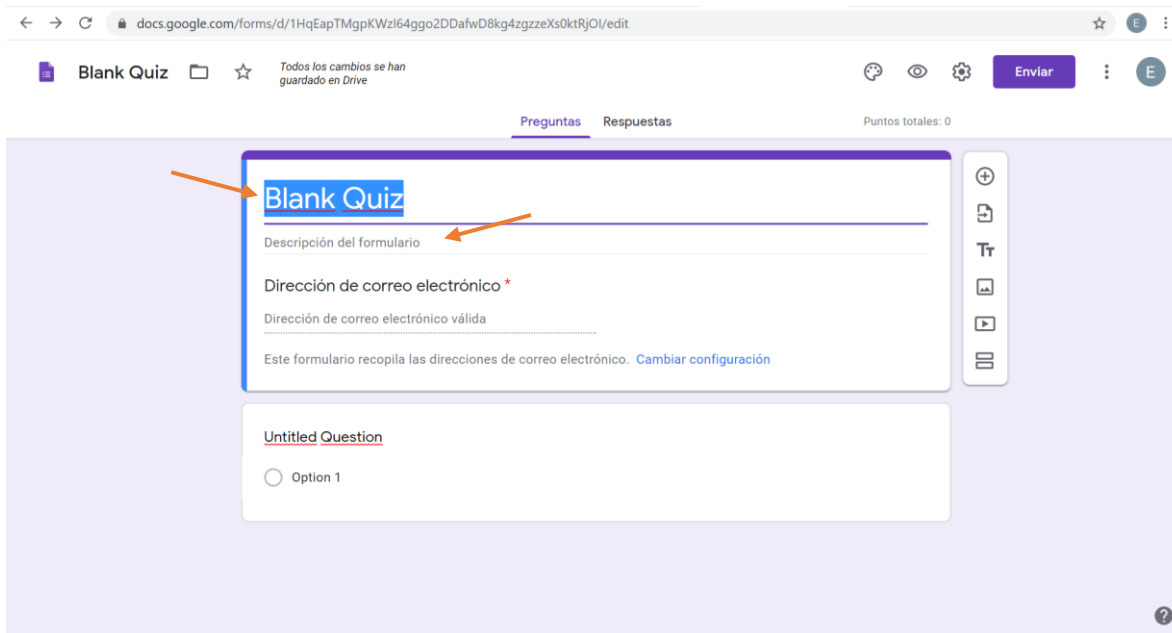 docs.google.com/forms/d/1HqEapTMgpKWzl64ggo2DDafwD8kg4zgzzeXs0ktRjOI/edit
E
Blank Quiz
Todos los cambios se han
guardado en Drive
Enviar
E
Preguntas Respuestas
Puntos totales: 0
Blank Quiz
Descripción del formulario
Dirección de correo electrónico *
Dirección de correo electrónico válida
Este formulario recopila las direcciones de correo electrónico. Cambiar configuración
Untitled Question
Option 1